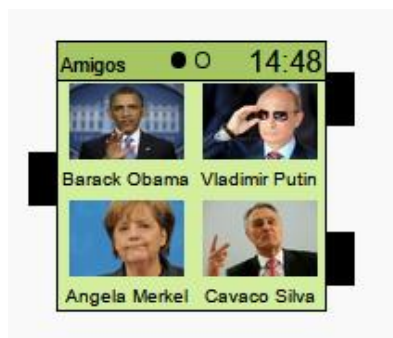 Amigos 14:48
Barack Obama Vladimir Putin
Angela Merkel Cavaco Silva